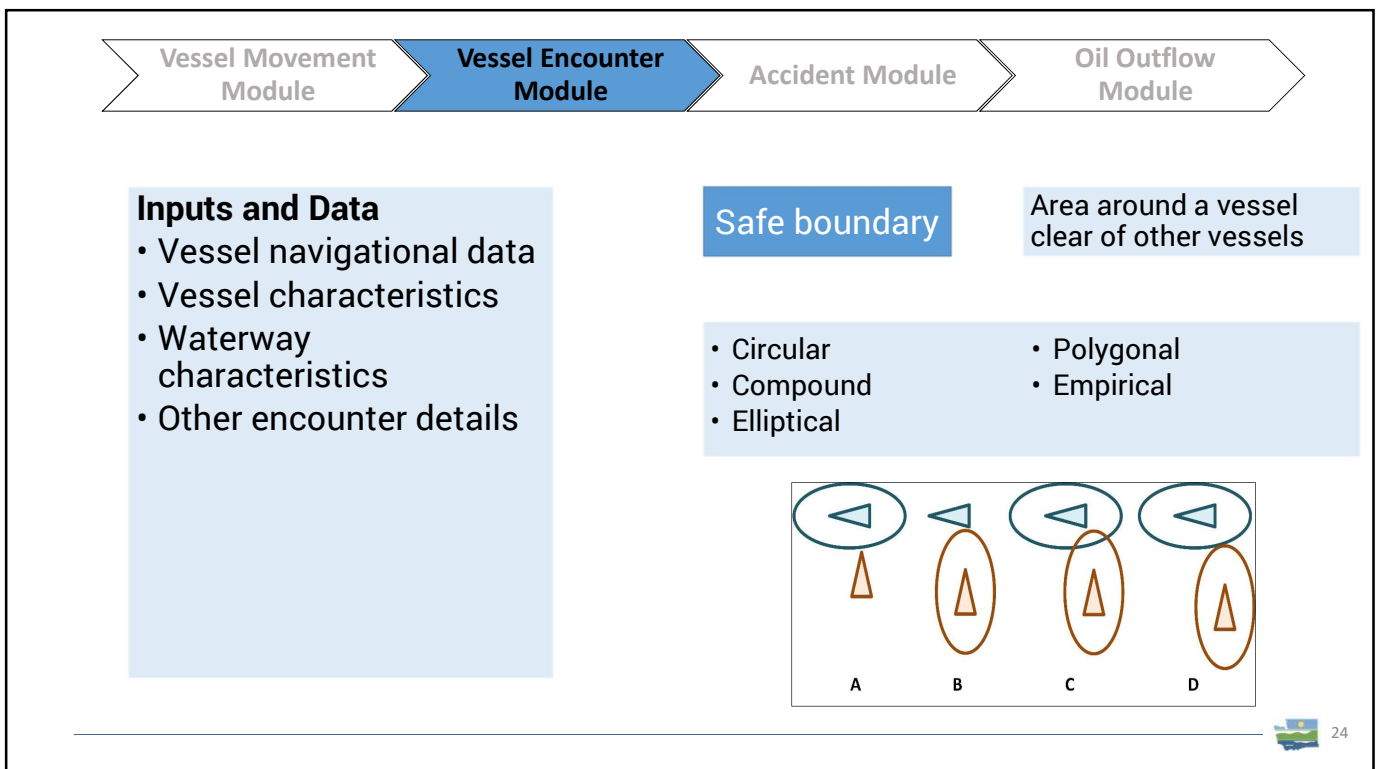 Vessel Movement
Module
Vessel Encounter
Module
Accident Module
Oil Outflow
Module
Inputs and Data
• Vessel navigational data
• Vessel characteristics
• Waterway
characteristics
• Other encounter details
Safe boundary
Area around a vessel
clear of other vessels
• Circular
• Compound
• Elliptical
• Polygonal
• Empirical
A B C D
24